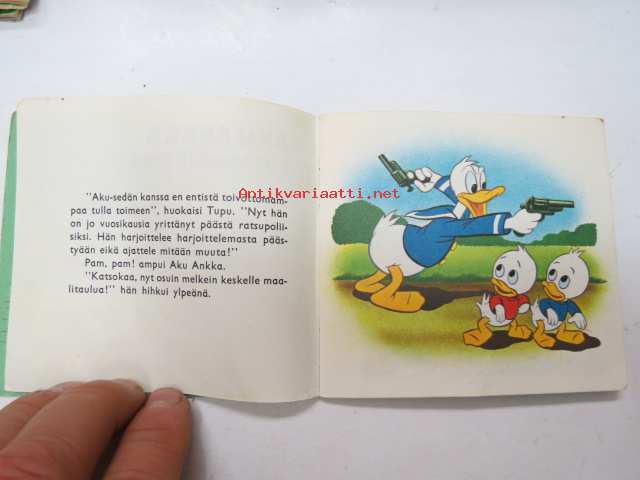 "Aku-sedän kanssa en entistä toivottomam-
paa tulla toimeen", huokaisi Tupu. "Nyt hän
on jo vuosikausia yrittänyt päästä ratsupolii-
siksi. Hän harjoittelee harjoittelemasta pääs-
tyään eikä ajattele mitään muuta!"
Pam, pam! ampui Aku Ankka.
"Katsokaa, nyt osuin melkein keskelle maa-
litaulua!" hän hihkui ylpeänä.
Antikvariaatti.net